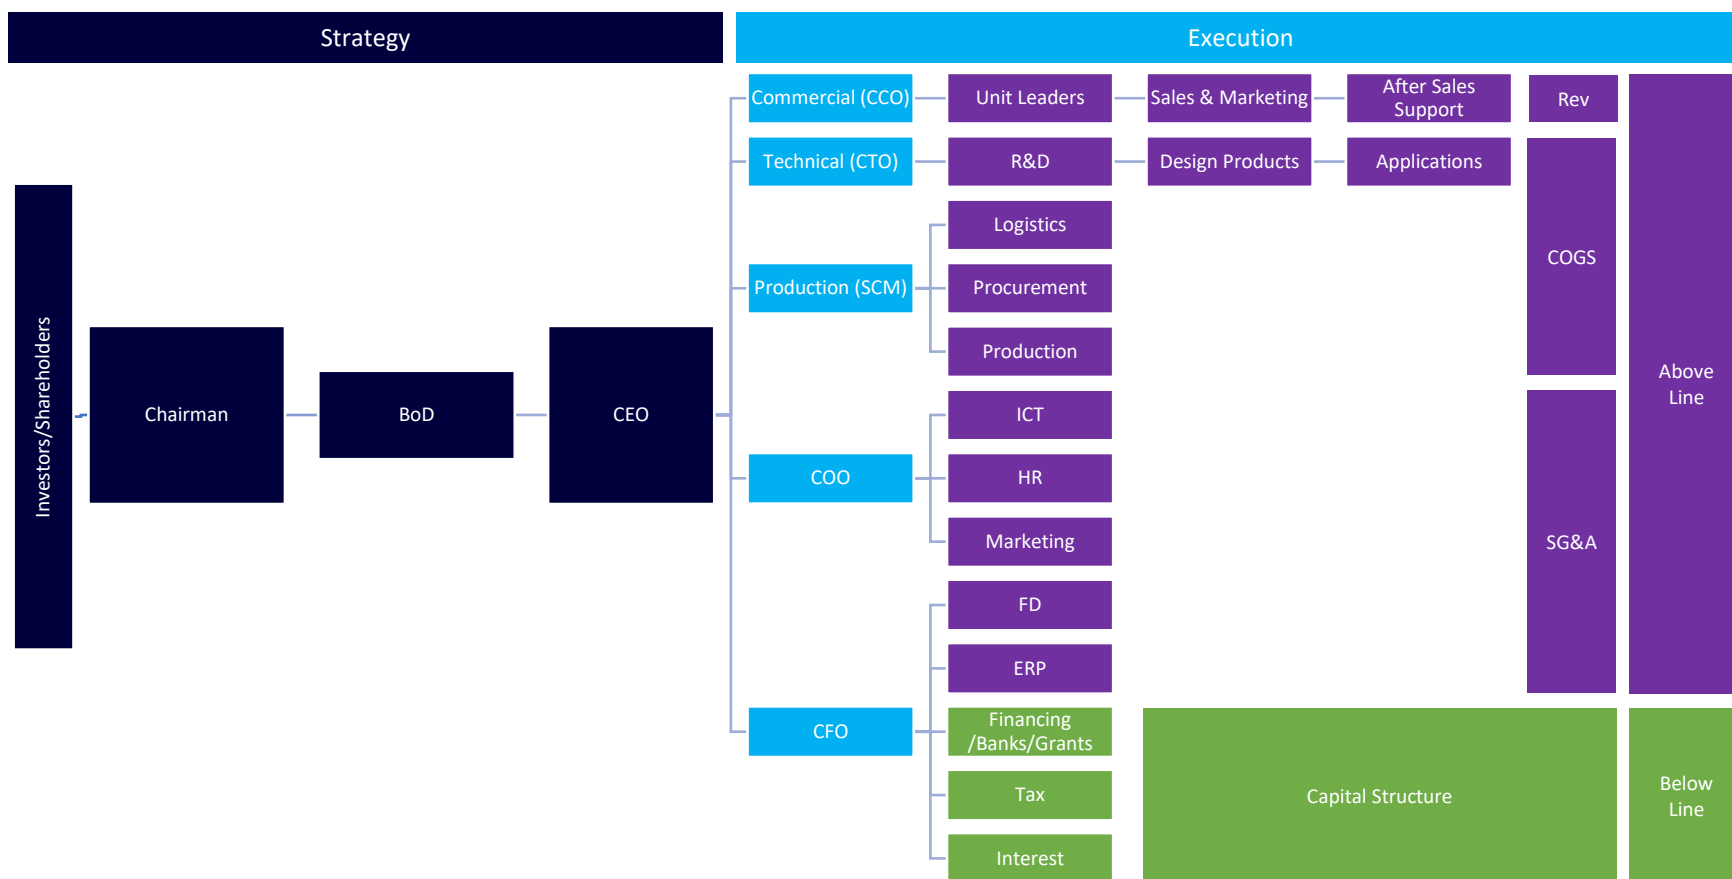 Strategy
Execution
Investors/Shareholders
Chairman
BoD
CEO
Commercial (CCO)
Unit Leaders
Sales & Marketing
After Sales
Support
Rev
Technical (CTO)
R&D
Design Products
Applications
Logistics
Production (SCM)
Procurement
Production
COGS
ICT
COO
HR
Marketing
SG&A
Above
Line
FD
ERP
CFO
Financing
/Banks/Grants
Tax
Interest
Capital Structure
Below
Line